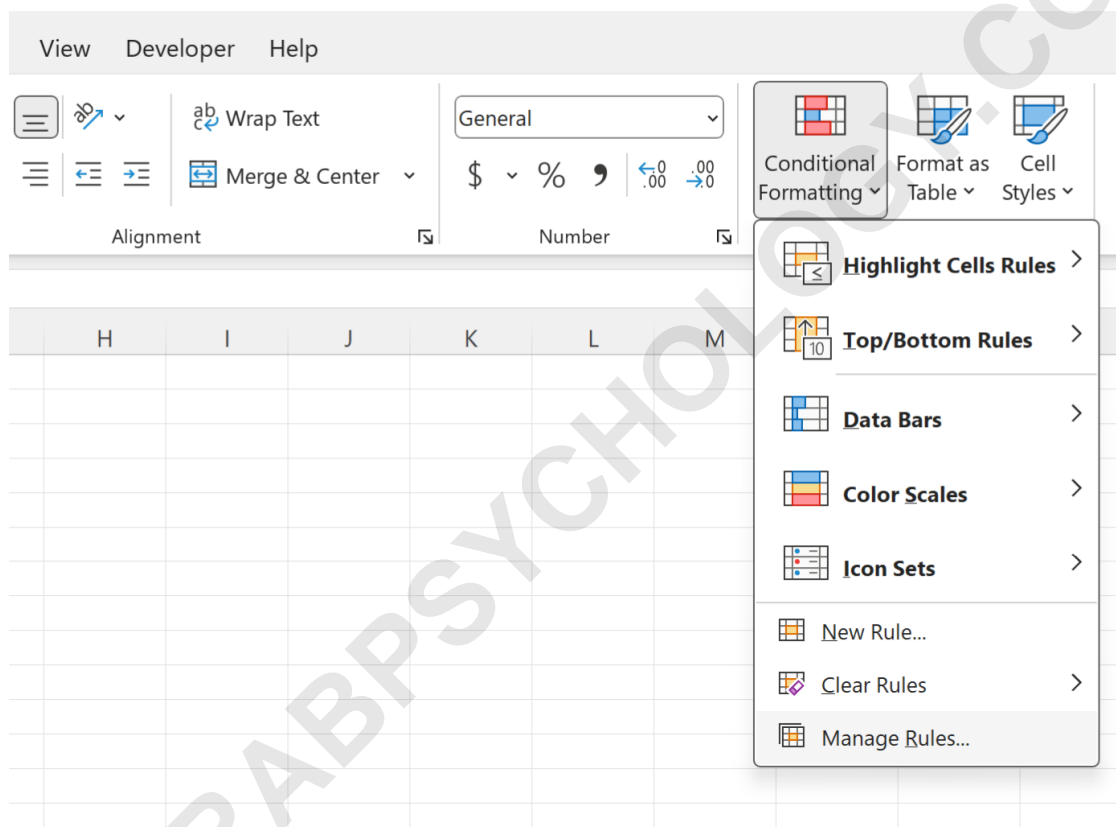 View Developer Help
ab Wrap Text
c
General
Merge & Center
$ % , .00 .00
Conditional Formatting
Format as Table
Cell Styles
Alignment
Number
Highlight Cells Rules
H I J K L M
10
Top/Bottom Rules
Data Bars
Color Scales
Icon Sets
New Rule...
Clear Rules
Manage Rules...
ABPSYCHOLOGY.CO